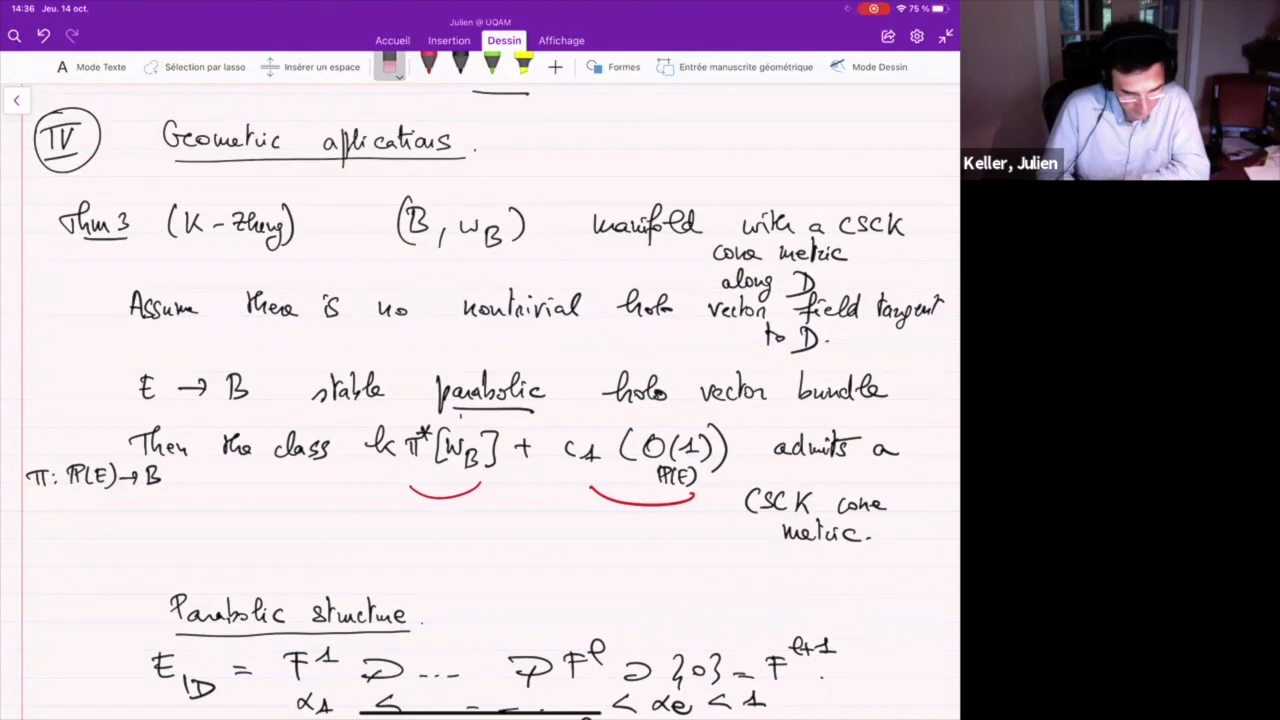 14:36 Jeu. 14 oct.
75 %
Julien @ UQAM
Accueil Insertion Dessin Affichage
Mode Texte Sélection par lasso Insérer un espace Formes Entrée manuscrite géométrique Mode Dessin
Keller, Julien
IV Geometric aplications.
Thm 3 (K - Zheng) (B, ω_B) manifold with a CSCK
cone metric
along D
Assume there is no nontrivial holo vector field tangent
to D.
E → B stable parabolic holo vector bundle
Then the class k π*[ω_B] + c_1 (O(1)) admits a
π: P(E) → B P(E)
CSCK cone
metric.
Parabolic structure.
E_|D = F^1 ⊋ ... ⊋ F^l ⊃ {0} = F^{l+1}.
α_1 < - - < α_l < 1